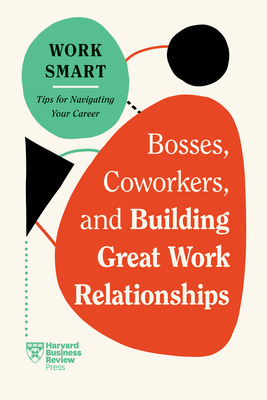 WORK
SMART
Tips for Navigating
Your Career
Bosses,
Coworkers,
and Building
Great Work
Relationships
Harvard
Business
Review
Press